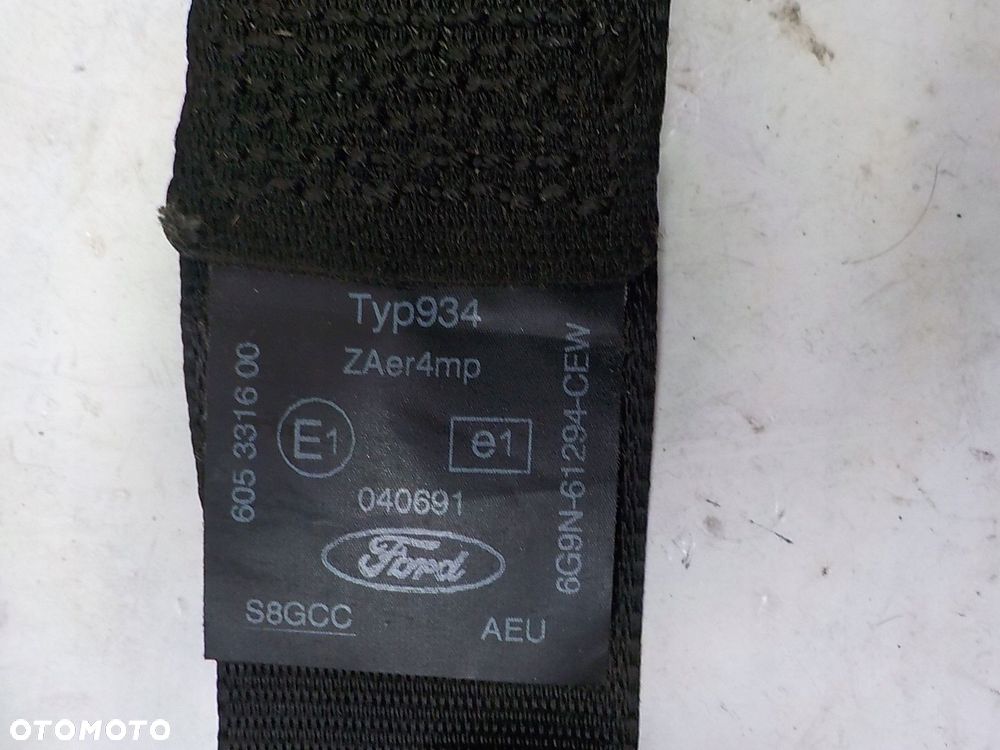 Typ934
ZAer4mp
605 3316 00
E1
e1
6G9N-61294-CEW
040691
Ford
S8GCC
AEU
OTOMOTO